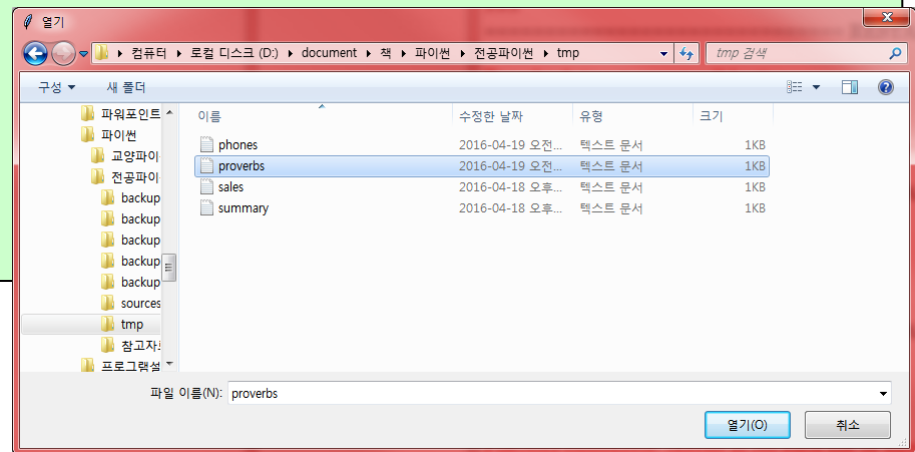 열기
컴퓨터 ▸ 로컬 디스크 (D:) ▸ document ▸ 책 ▸ 파이썬 ▸ 전공파이썬 ▸ tmp
tmp 검색
구성 ▼ 새 폴더
이름 수정한 날짜 유형 크기
파워포인트
파이썬
교양파이
전공파이
backup
backup
backup
backup
backup
sources
tmp
참고자
프로그램설
phones 2016-04-19 오전... 텍스트 문서 1KB
proverbs 2016-04-19 오전... 텍스트 문서 1KB
sales 2016-04-18 오후... 텍스트 문서 1KB
summary 2016-04-18 오후... 텍스트 문서 1KB
파일 이름(N): proverbs
열기(O) 취소